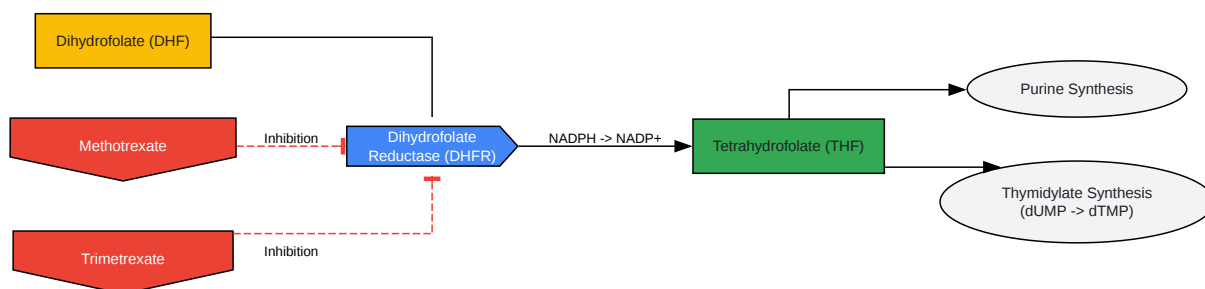 Dihydrofolate (DHF)
Purine Synthesis
Methotrexate
Inhibition
Dihydrofolate
Reductase (DHFR)
NADPH -> NADP+
Tetrahydrofolate (THF)
Thymidylate Synthesis
(dUMP -> dTMP)
Trimetrexate
Inhibition